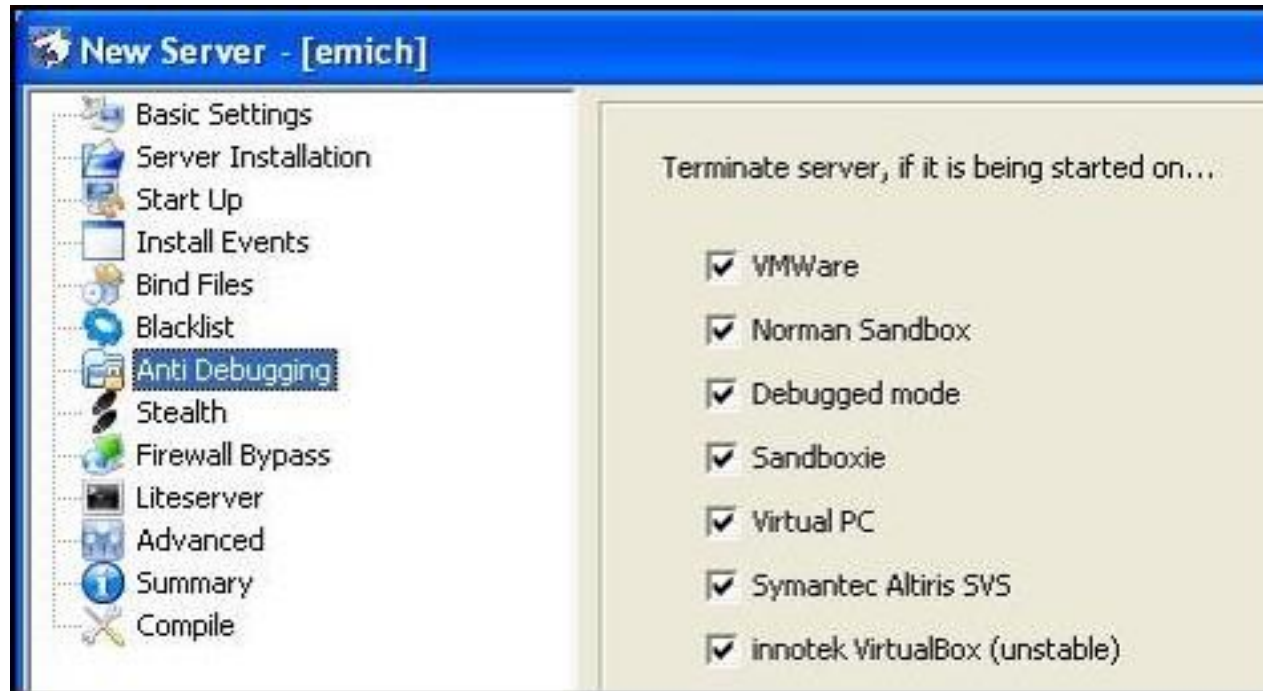 New Server - [emich]
Basic Settings
Server Installation
Start Up
Install Events
Bind Files
Blacklist
Anti Debugging
Stealth
Firewall Bypass
Liteserver
Advanced
Summary
Compile
Terminate server, if it is being started on...
VMWare
Norman Sandbox
Debugged mode
Sandboxie
Virtual PC
Symantec Altiris SVS
innotek VirtualBox (unstable)